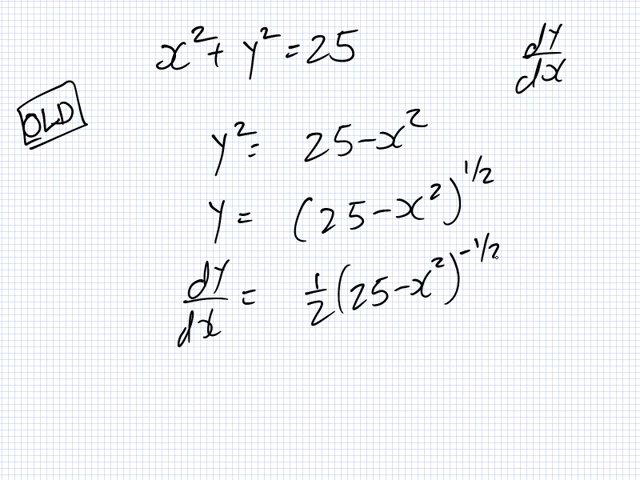 x² + y² = 25
dy/dx
OLD
y² = 25 - x²
y = (25 - x²)^1/2
dy/dx = 1/2 (25 - x²)^-1/2